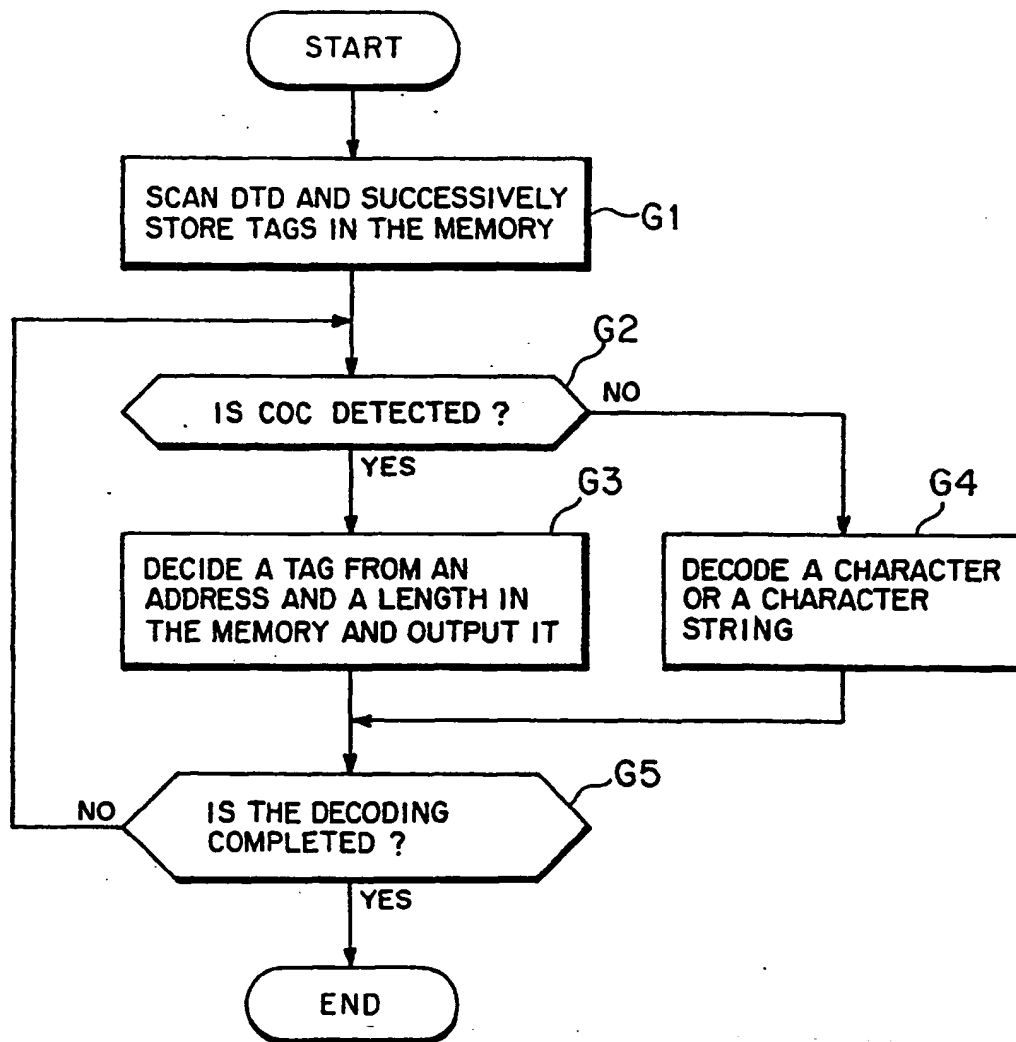 START
SCAN DTD AND SUCCESSIVELY
STORE TAGS IN THE MEMORY
G1
G2
IS COC DETECTED ?
NO
YES
G3
DECIDE A TAG FROM AN
ADDRESS AND A LENGTH IN
THE MEMORY AND OUTPUT IT
G4
DECODE A CHARACTER
OR A CHARACTER
STRING
G5
IS THE DECODING
COMPLETED ?
NO
YES
END